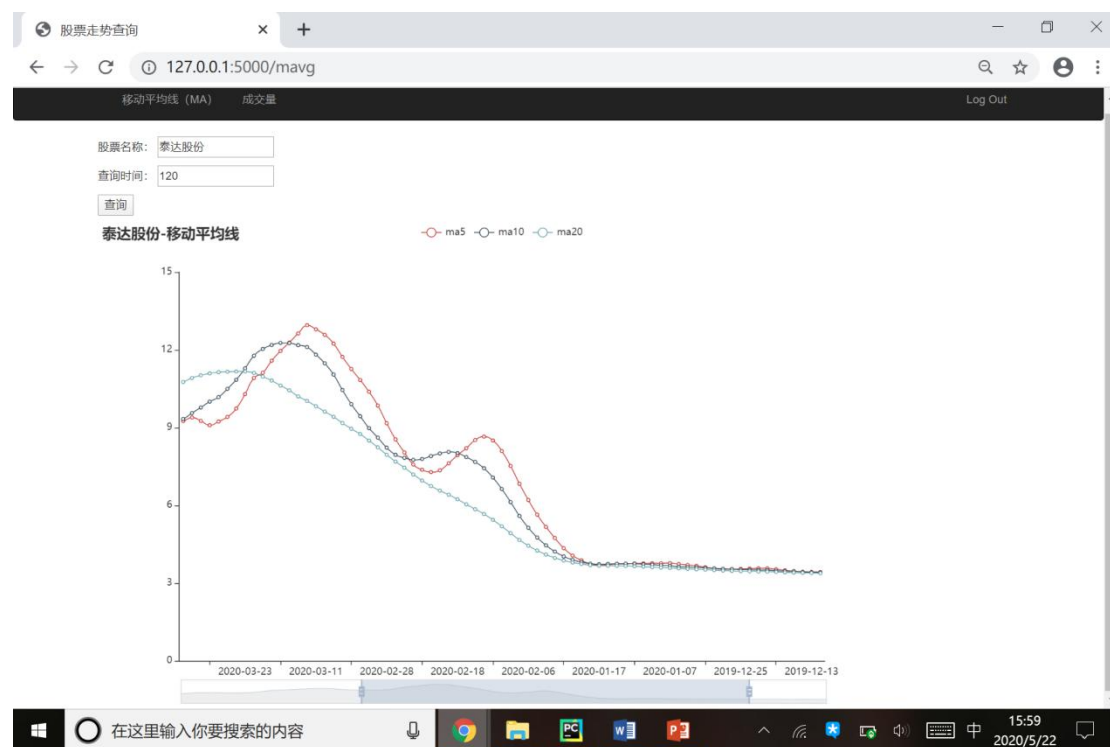 股票走势查询
127.0.0.1:5000/mavg
移动平均线 (MA) 成交量 Log Out
股票名称: 泰达股份
查询时间: 120
查询
泰达股份-移动平均线
ma5 ma10 ma20
15
12
9
6
3
0
2020-03-23 2020-03-11 2020-02-28 2020-02-18 2020-02-06 2020-01-17 2020-01-07 2019-12-25 2019-12-13
在这里输入你要搜索的内容
PC
W
P
中
15:59
2020/5/22